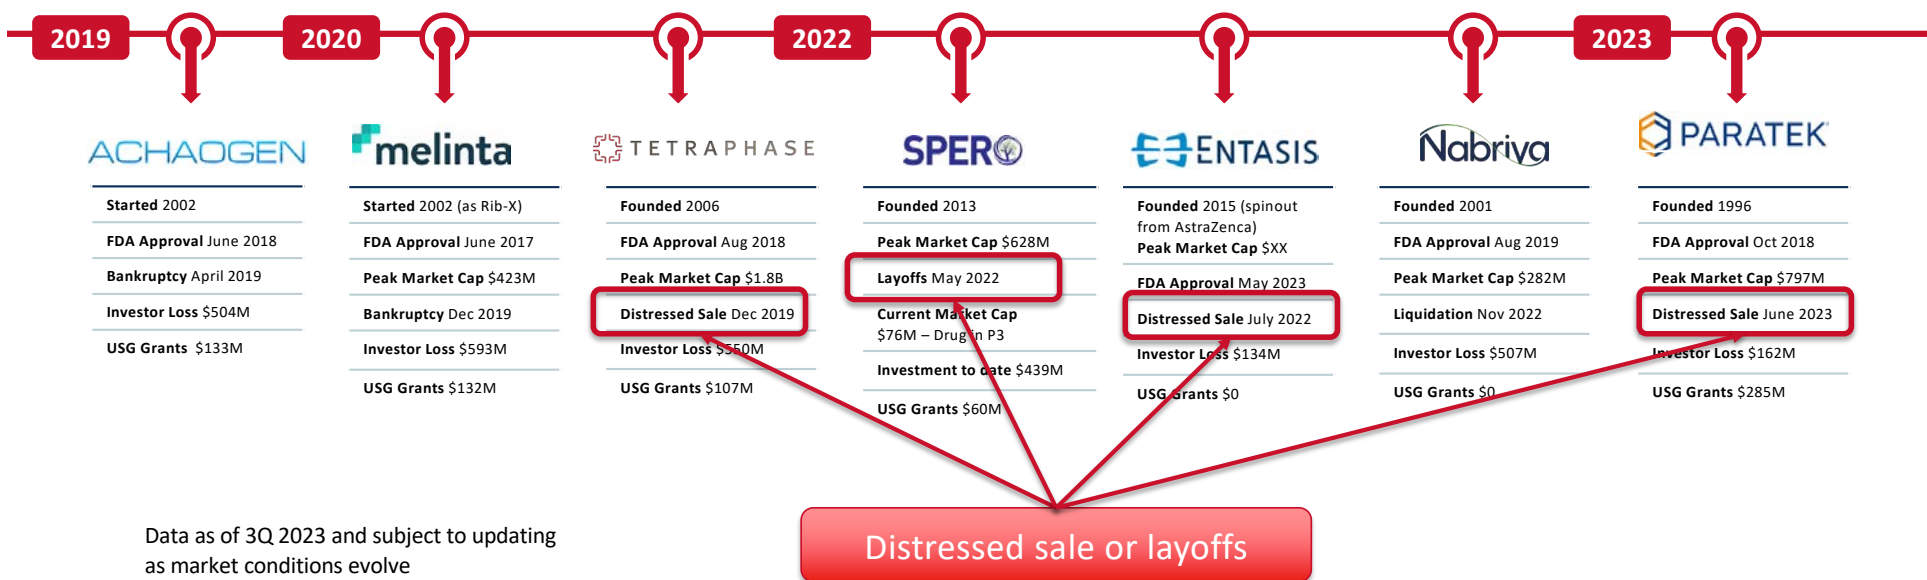 2019
2020
2022
2023
ACHAOGEN
Started 2002
FDA Approval June 2018
Bankruptcy April 2019
Investor Loss $504M
USG Grants $133M
melinta
Started 2002 (as Rib-X)
FDA Approval June 2017
Peak Market Cap $423M
Bankruptcy Dec 2019
Investor Loss $593M
USG Grants $132M
TETRAPHASE
Founded 2006
FDA Approval Aug 2018
Peak Market Cap $1.8B
Distressed Sale Dec 2019
Investor Loss $550M
USG Grants $107M
SPERO
Founded 2013
Peak Market Cap $628M
Layoffs May 2022
Current Market Cap
$76M – Drug in P3
Investment to date $439M
USG Grants $60M
ENTASIS
Founded 2015 (spinout
from AstraZenca)
Peak Market Cap $XX
FDA Approval May 2023
Distressed Sale July 2022
Investor Loss $134M
USG Grants $0
Nabriva
Founded 2001
FDA Approval Aug 2019
Peak Market Cap $282M
Liquidation Nov 2022
Investor Loss $507M
USG Grants $0
PARATEK
Founded 1996
FDA Approval Oct 2018
Peak Market Cap $797M
Distressed Sale June 2023
Investor Loss $162M
USG Grants $285M
Data as of 3Q 2023 and subject to updating
as market conditions evolve
Distressed sale or layoffs